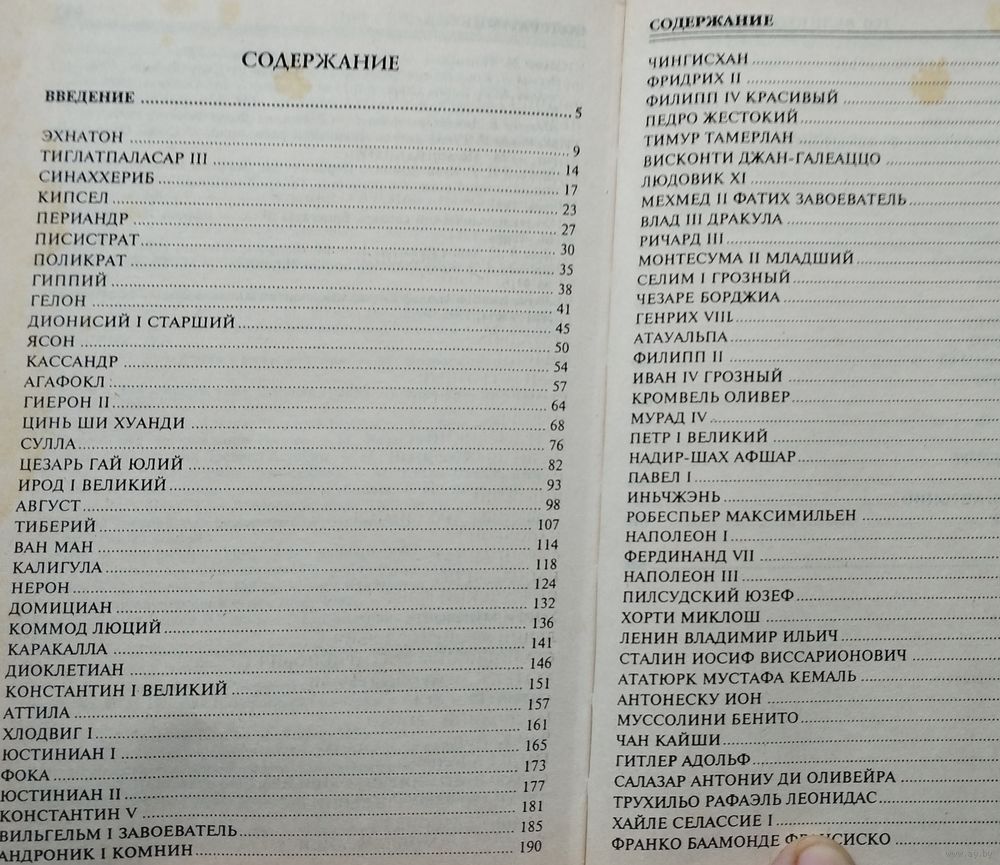 СОДЕРЖАНИЕ
ВВЕДЕНИЕ ........ 5
ЭХНАТОН ........ 9
ТИГЛАТПАЛАСАР III ........ 14
СИНАХХЕРИБ ........ 17
КИПСЕЛ ........ 23
ПЕРИАНДР ........ 27
ПИСИСТРАТ ........ 30
ПОЛИКРАТ ........ 35
ГИППИЙ ........ 38
ГЕЛОН ........ 41
ДИОНИСИЙ I СТАРШИЙ ........ 45
ЯСОН ........ 50
КАССАНДР ........ 54
АГАФОКЛ ........ 57
ГИЕРОН II ........ 64
ЦИНЬ ШИ ХУАНДИ ........ 68
СУЛЛА ........ 76
ЦЕЗАРЬ ГАЙ ЮЛИЙ ........ 82
ИРОД I ВЕЛИКИЙ ........ 93
АВГУСТ ........ 98
ТИБЕРИЙ ........ 107
ВАН МАН ........ 114
КАЛИГУЛА ........ 118
НЕРОН ........ 124
ДОМИЦИАН ........ 132
КОММОД ЛЮЦИЙ ........ 136
КАРАКАЛЛА ........ 141
ДИОКЛЕТИАН ........ 146
КОНСТАНТИН I ВЕЛИКИЙ ........ 151
АТТИЛА ........ 157
ХЛОДВИГ I ........ 161
ЮСТИНИАН I ........ 165
ФОКА ........ 173
ЮСТИНИАН II ........ 177
КОНСТАНТИН V ........ 181
ВИЛЬГЕЛЬМ I ЗАВОЕВАТЕЛЬ ........ 185
АНДРОНИК I КОМНИН ........ 190
СОДЕРЖАНИЕ
ЧИНГИСХАН ........
ФРИДРИХ II ........
ФИЛИПП IV КРАСИВЫЙ ........
ПЕДРО ЖЕСТОКИЙ ........
ТИМУР ТАМЕРЛАН ........
ВИСКОНТИ ДЖАН-ГАЛЕАЦЦО ........
ЛЮДОВИК XI ........
МЕХМЕД II ФАТИХ ЗАВОЕВАТЕЛЬ ........
ВЛАД III ДРАКУЛА ........
РИЧАРД III ........
МОНТЕСУМА II МЛАДШИЙ ........
СЕЛИМ I ГРОЗНЫЙ ........
ЧЕЗАРЕ БОРДЖИА ........
ГЕНРИХ VIII ........
АТАУАЛЬПА ........
ФИЛИПП II ........
ИВАН IV ГРОЗНЫЙ ........
КРОМВЕЛЬ ОЛИВЕР ........
МУРАД IV ........
ПЕТР I ВЕЛИКИЙ ........
НАДИР-ШАХ АФШАР ........
ПАВЕЛ I ........
ИНЬЧЖЭНЬ ........
РОБЕСПЬЕР МАКСИМИЛЬЕН ........
НАПОЛЕОН I ........
ФЕРДИНАНД VII ........
НАПОЛЕОН III ........
ПИЛСУДСКИЙ ЮЗЕФ ........
ХОРТИ МИКЛОШ ........
ЛЕНИН ВЛАДИМИР ИЛЬИЧ ........
СТАЛИН ИОСИФ ВИССАРИОНОВИЧ ........
АТАТЮРК МУСТАФА КЕМАЛЬ ........
АНТОНЕСКУ ИОН ........
МУССОЛИНИ БЕНИТО ........
ЧАН КАЙШИ ........
ГИТЛЕР АДОЛЬФ ........
САЛАЗАР АНТОНИУ ДИ ОЛИВЕЙРА ........
ТРУХИЛЬО РАФАЭЛЬ ЛЕОНИДАС ........
ХАЙЛЕ СЕЛАССИЕ I ........
ФРАНКО БААМОНДЕ ........